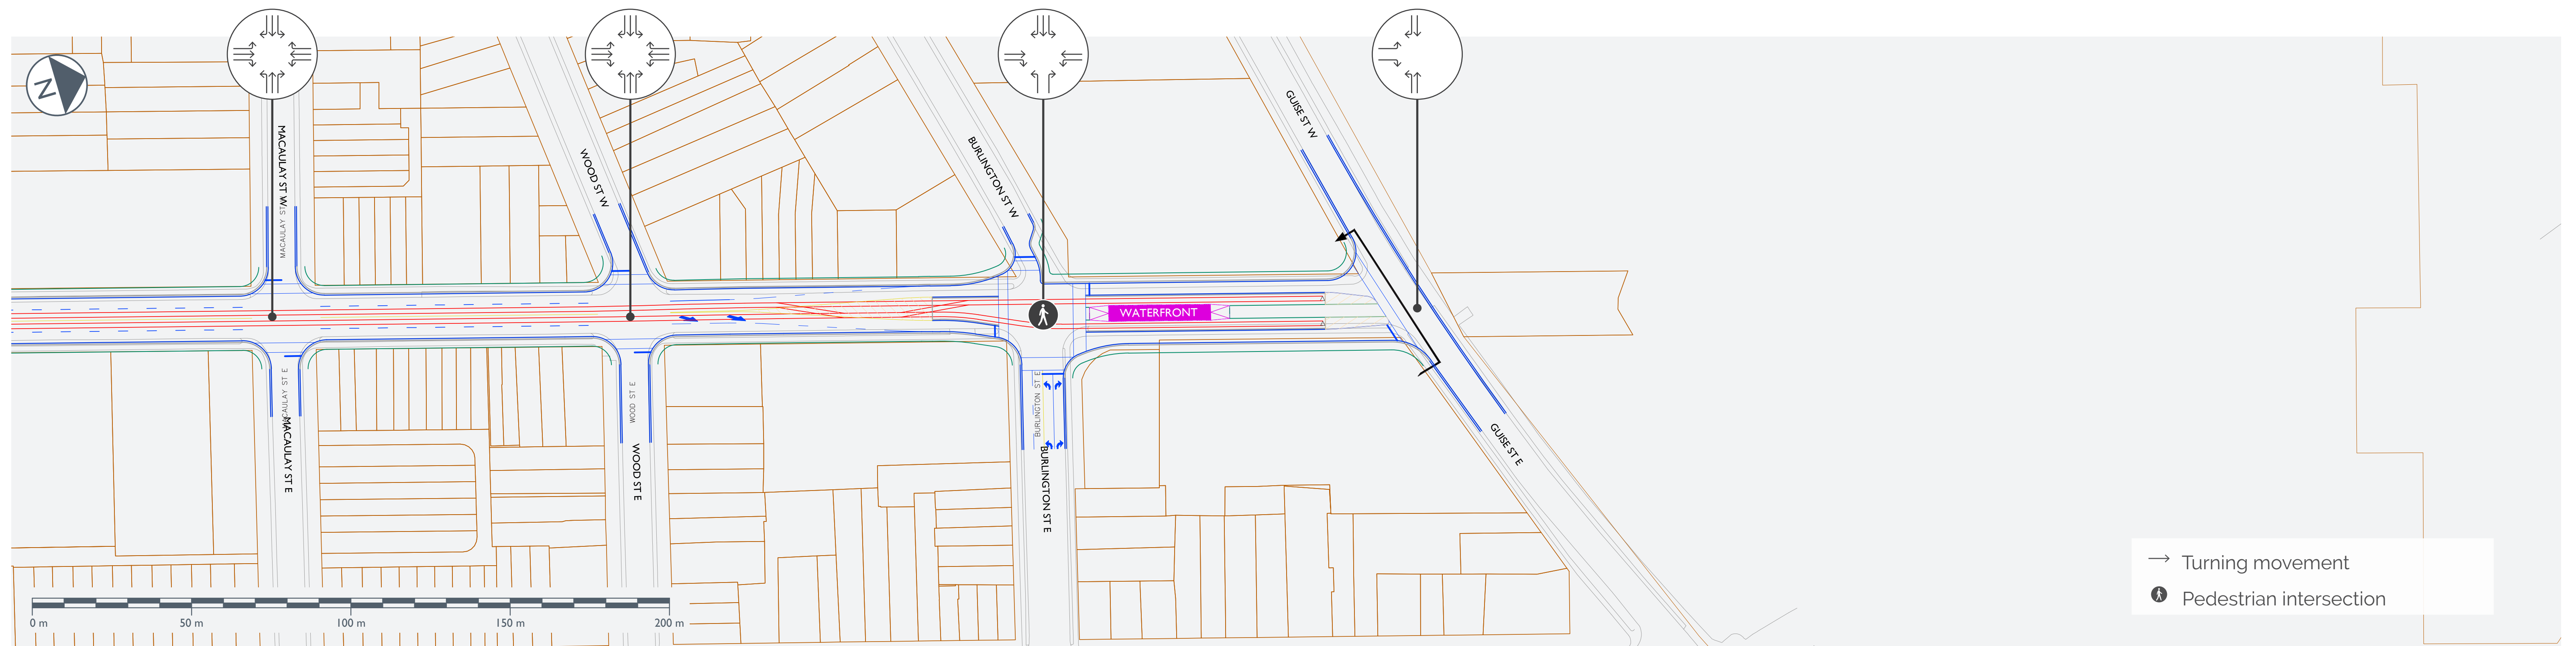 N
MACAULAY ST W
MACAULAY ST
WOOD ST W
BURLINGTON ST W
GUISE ST W
WATERFRONT
MACAULAY ST E
WOOD ST E
BURLINGTON ST E
MACAULAY ST E
WOOD ST E
BURLINGTON ST E
GUISE ST E
Turning movement
Pedestrian intersection
0 m
50 m
100 m
150 m
200 m